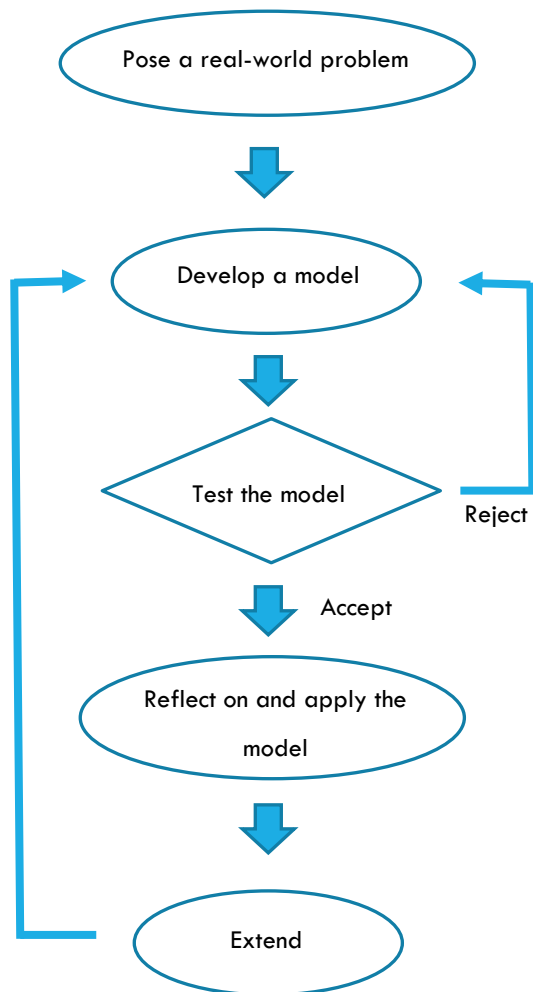 Pose a real-world problem
Develop a model
Test the model
Reject
Accept
Reflect on and apply the
model
Extend